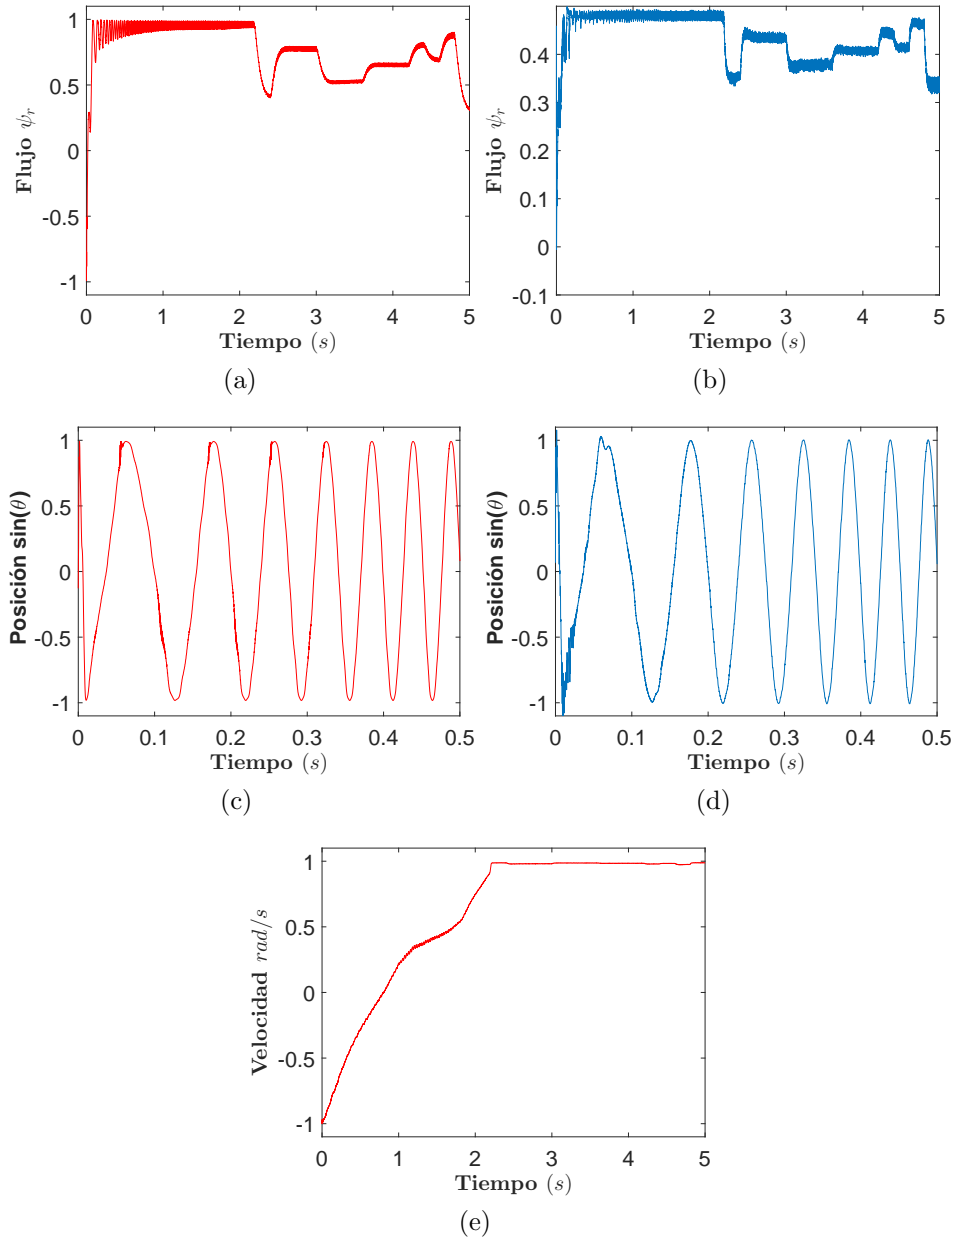 1
0.5
0
-0.5
-1
Flujo ψr
0 2 3 4 5
Tiempo (s)
(a)
0.4
0.3
0.2
0.1
0
-0.1
Flujo ψr
0 1 2 3 4 5
Tiempo (s)
(b)
1
0.5
0
-0.5
-1
Posición sin(θ)
0 0.1 0.2 0.3 0.4 0.5
Tiempo (s)
(c)
1
0.5
0
-0.5
-1
Posición sin(θ)
0 0.1 0.2 0.3 0.4 0.5
Tiempo (s)
(d)
1
0.5
0
-0.5
-1
Velocidad rad/s
0 1 2 3 4 5
Tiempo (s)
(e)